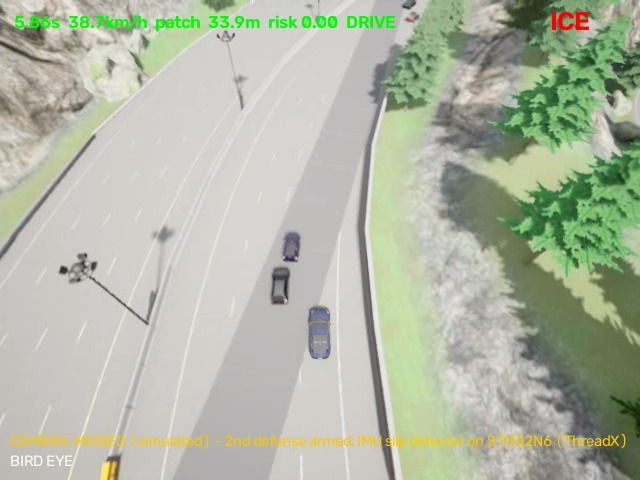 5.86s 38.7km/h patch 33.9m risk 0.00 DRIVE
ICE
CAMERA MISSED (simulated) - 2nd defense armed: IMU slip detector on STM32N6 (ThreadX)
BIRD EYE